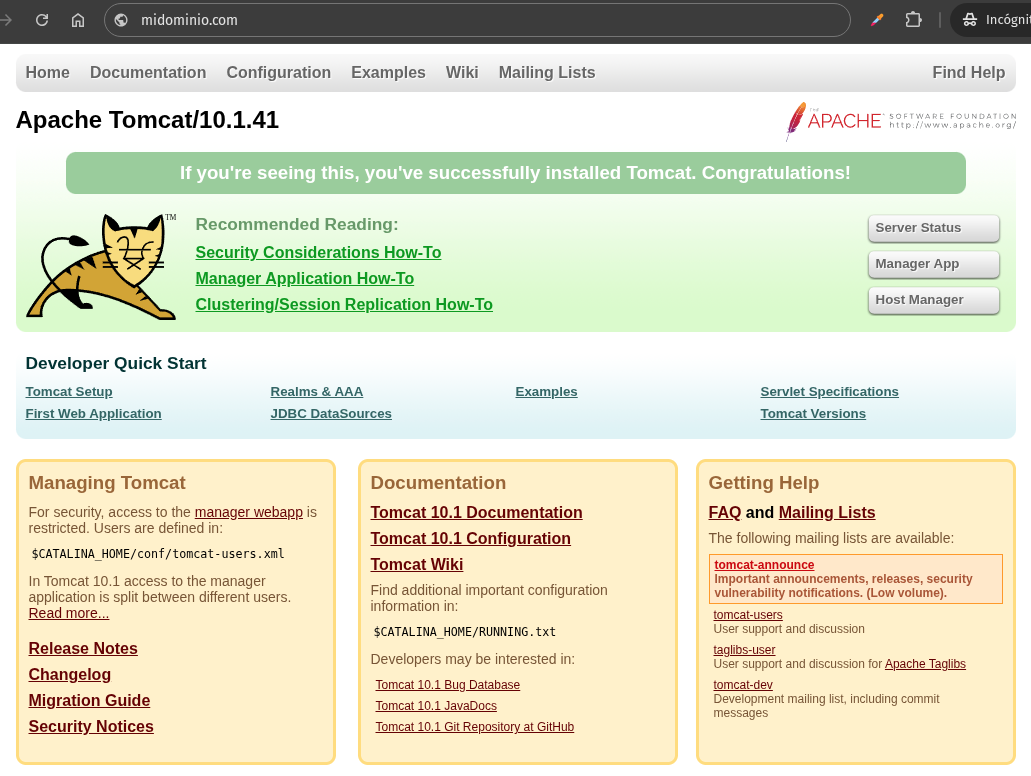 midominio.com
Incógni
Home Documentation Configuration Examples Wiki Mailing Lists Find Help
Apache Tomcat/10.1.41
THE APACHE SOFTWARE FOUNDATION
http://www.apache.org/
If you're seeing this, you've successfully installed Tomcat. Congratulations!
TM
Recommended Reading:
Security Considerations How-To
Manager Application How-To
Clustering/Session Replication How-To
Server Status
Manager App
Host Manager
Developer Quick Start
Tomcat Setup
First Web Application
Realms & AAA
JDBC DataSources
Examples
Servlet Specifications
Tomcat Versions
Managing Tomcat
For security, access to the manager webapp is
restricted. Users are defined in:
$CATALINA_HOME/conf/tomcat-users.xml
In Tomcat 10.1 access to the manager
application is split between different users.
Read more...
Release Notes
Changelog
Migration Guide
Security Notices
Documentation
Tomcat 10.1 Documentation
Tomcat 10.1 Configuration
Tomcat Wiki
Find additional important configuration
information in:
$CATALINA_HOME/RUNNING.txt
Developers may be interested in:
Tomcat 10.1 Bug Database
Tomcat 10.1 JavaDocs
Tomcat 10.1 Git Repository at GitHub
Getting Help
FAQ and Mailing Lists
The following mailing lists are available:
tomcat-announce
Important announcements, releases, security
vulnerability notifications. (Low volume).
tomcat-users
User support and discussion
taglibs-user
User support and discussion for Apache Taglibs
tomcat-dev
Development mailing list, including commit
messages